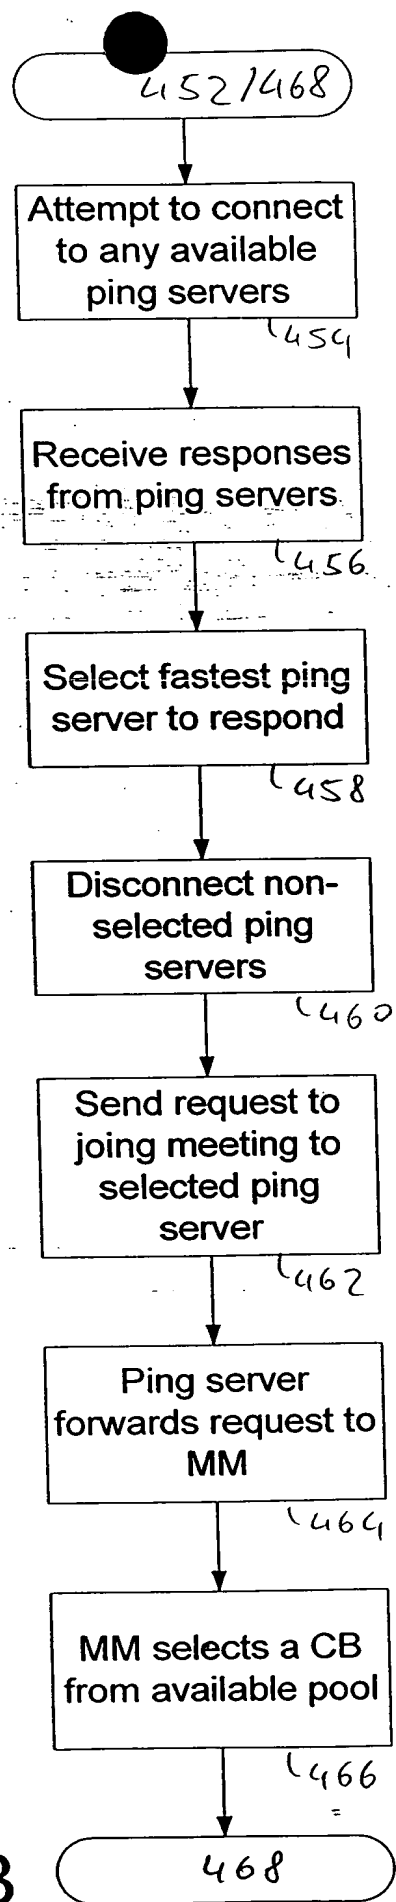 452/468
Attempt to connect
to any available
ping servers
454
Receive responses
from ping servers
456
Select fastest ping
server to respond
458
Disconnect non-
selected ping
servers
460
Send request to
joing meeting to
selected ping
server
462
Ping server
forwards request to
MM
464
MM selects a CB
from available pool
466
468